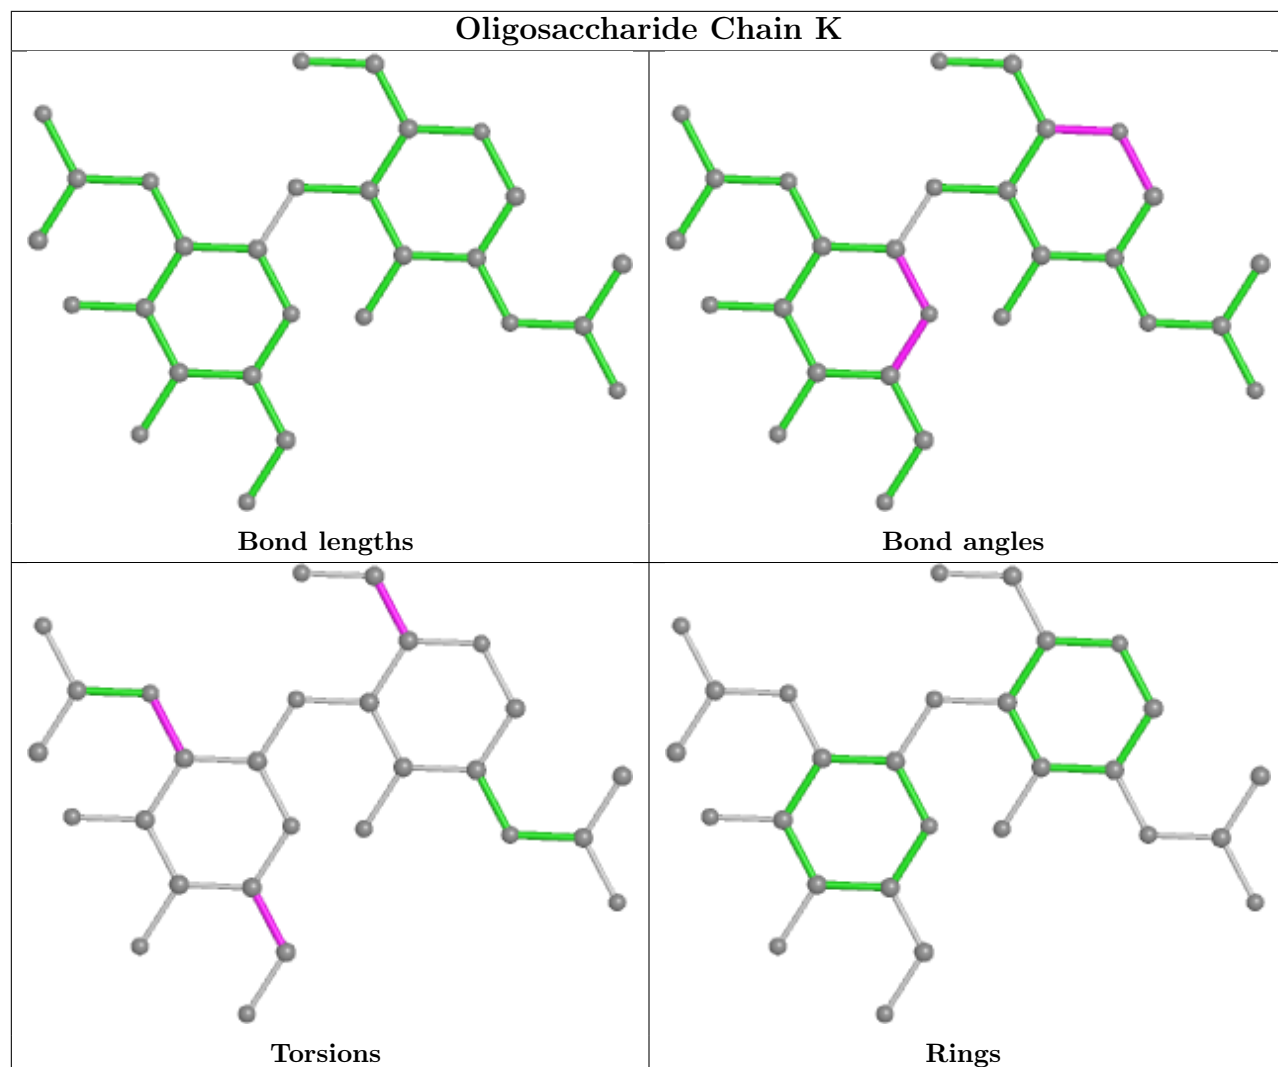 Oligosaccharide Chain K
Bond lengths
Bond angles
Torsions
Rings